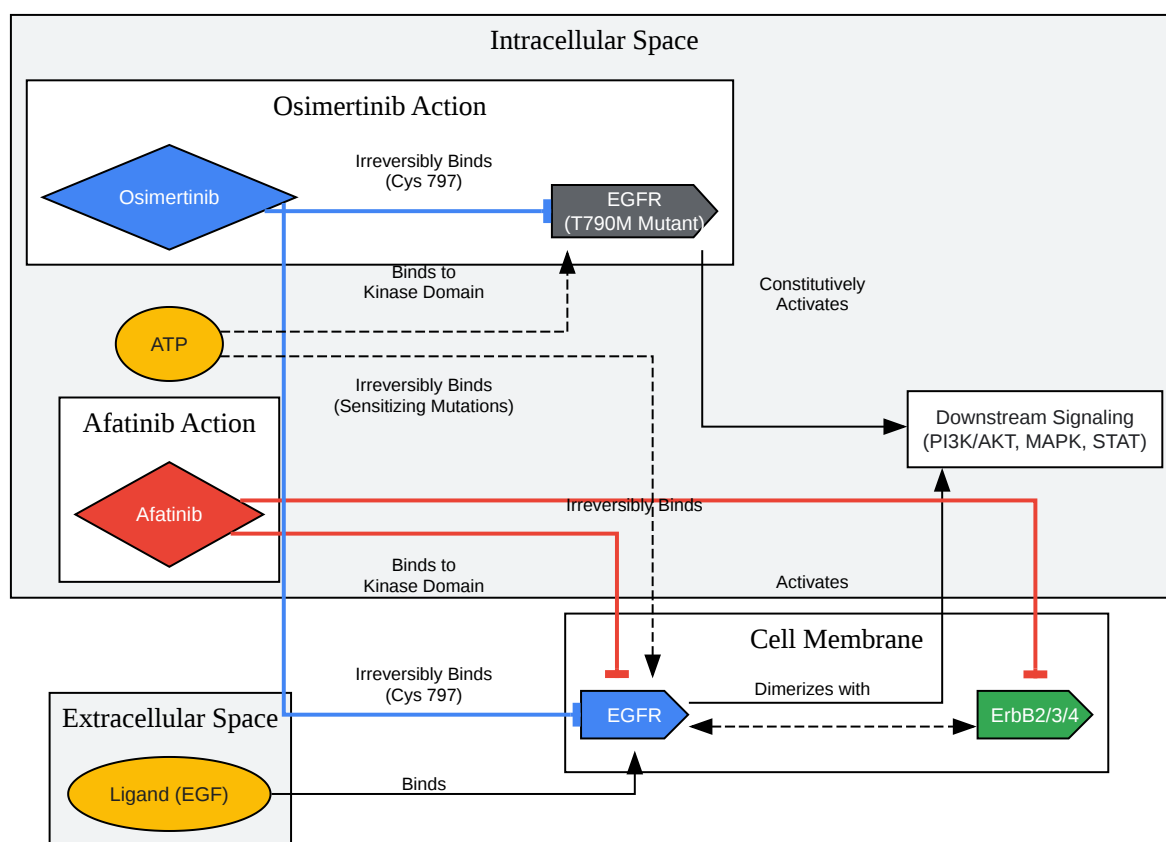 Intracellular Space
Osimertinib Action
Irreversibly Binds
(Cys 797)
Osimertinib
EGFR
(T790M Mutant)
Binds to
Kinase Domain
Constitutively
Activates
ATP
Irreversibly Binds
(Sensitizing Mutations)
Afatinib Action
Downstream Signaling
(PI3K/AKT, MAPK, STAT)
Afatinib
Irreversibly Binds
Binds to
Kinase Domain
Activates
Cell Membrane
Irreversibly Binds
(Cys 797)
Dimerizes with
Extracellular Space
EGFR
ErbB2/3/4
Ligand (EGF)
Binds